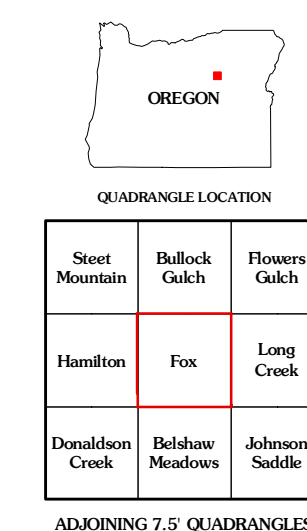 OREGON
QUADRANGLE LOCATION
Steet Mountain
Bullock Gulch
Flowers Gulch
Hamilton
Fox
Long Creek
Donaldson Creek
Belshaw Meadows
Johnson Saddle
ADJOINING 7.5' QUADRANGLES